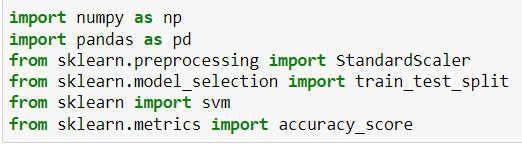 import numpy as np
import pandas as pd
from sklearn.preprocessing import StandardScaler
from sklearn.model_selection import train_test_split
from sklearn import svm
from sklearn.metrics import accuracy_score